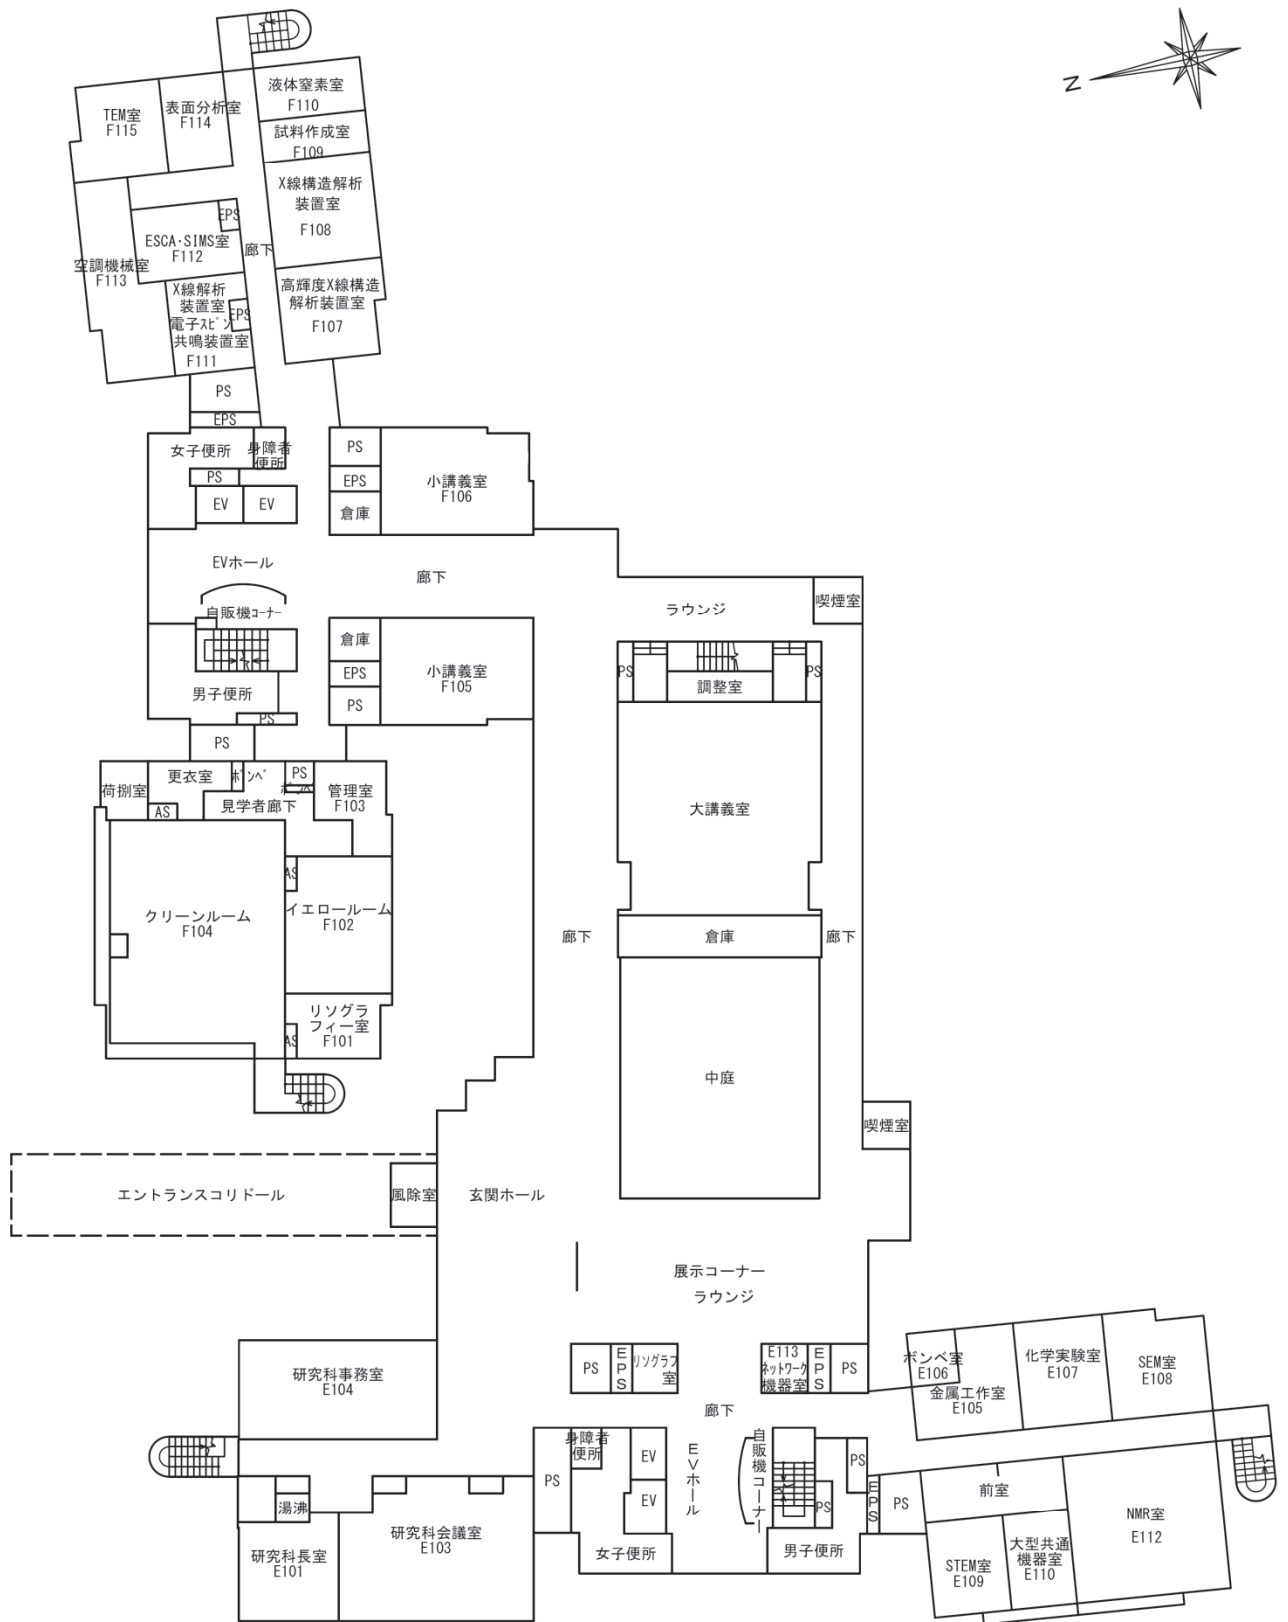 N
液体窒素室
F110
TEM室
F115
表面分析室
F114
試料作成室
F109
X線構造解析
装置室
F108
EPS
ESCA・SIMS室
F112
廊下
空調機械室
F113
X線解析
装置室
電子スピン
共鳴装置室
F111
EPS
高輝度X線構造
解析装置室
F107
PS
EPS
女子便所
身障者
便所
PS
EV
EV
PS
EPS
倉庫
小講義室
F106
EVホール
廊下
自販機コーナー
ラウンジ
喫煙室
倉庫
EPS
PS
小講義室
F105
男子便所
PS
PS
PS
調整室
PS
荷捌室
更衣室
ボンベ
PS
ボンベ
管理室
F103
見学者廊下
AS
大講義室
AS
クリーンルーム
F104
イエロールーム
F102
廊下
倉庫
廊下
リソグラ
フィー室
F101
AS
中庭
喫煙室
エントランスコリドール
風除室
玄関ホール
展示コーナー
ラウンジ
研究科事務室
E104
PS
EPS
リソグラフ
室
E113
ネットワーク
機器室
EPS
PS
ボンベ室
E106
金属工作室
E105
化学実験室
E107
SEM室
E108
廊下
身障者
便所
PS
EV
EV
EVホール
自販機コーナー
PS
PS
EPS
PS
前室
NMR室
E112
湯沸
研究科長室
E101
研究科会議室
E103
女子便所
男子便所
STEM室
E109
大型共通
機器室
E110